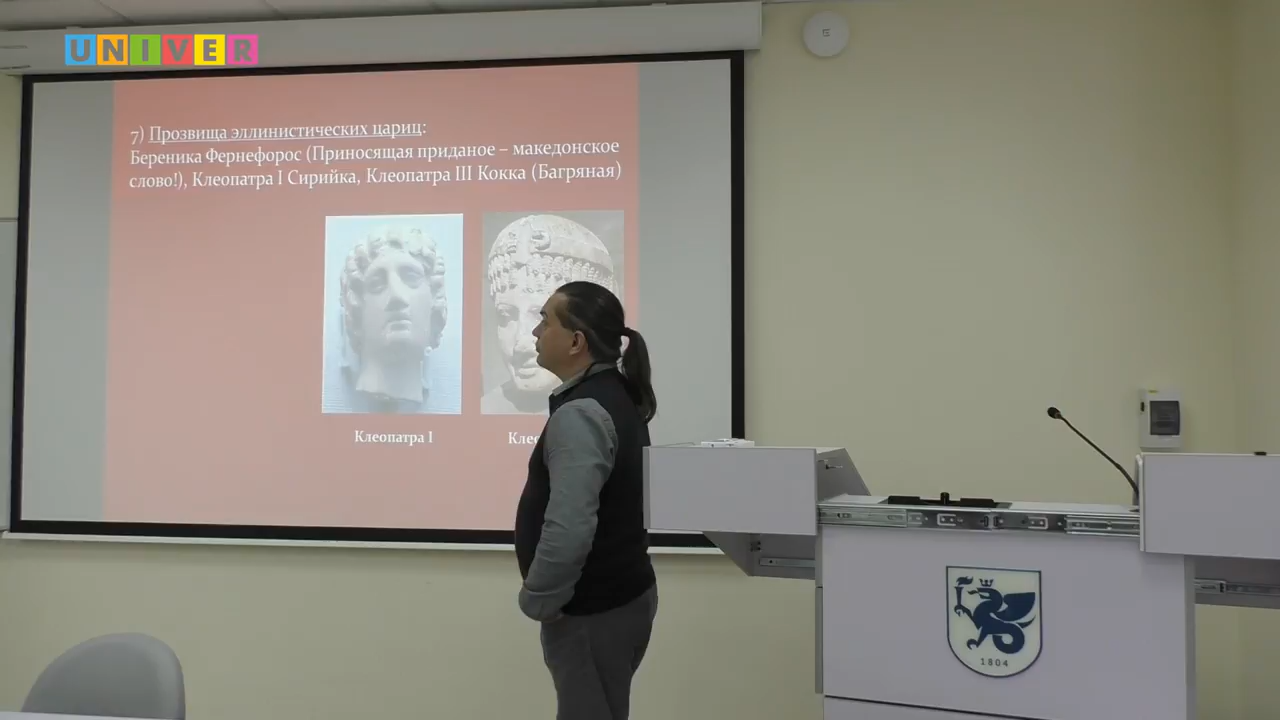 UNIVER
7) Прозвища эллинистических цариц:
Береника Фернефорос (Приносящая приданое – македонское
слово!), Клеопатра I Сирийка, Клеопатра III Кокка (Багряная)
Клеопатра I
1804